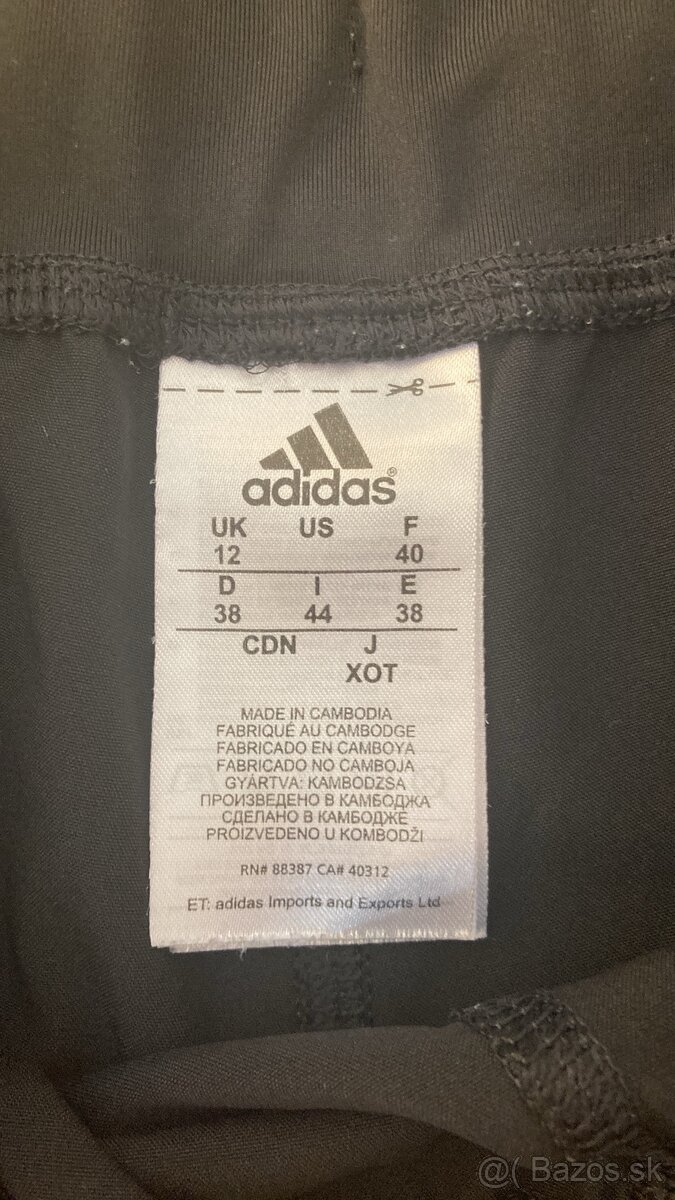 adidas®
UK US F
12 40
D I E
38 44 38
CDN J
XOT
MADE IN CAMBODIA
FABRIQUÉ AU CAMBODGE
FABRICADO EN CAMBOYA
FABRICADO NO CAMBOJA
GYÁRTVA: KAMBODZSA
ПРОИЗВЕДЕНО В КАМБОДЖА
СДЕЛАНО В КАМБОДЖЕ
PROIZVEDENO U KOMBODŽI
RN# 88387 CA# 40312
ET: adidas Imports and Exports Ltd
@( Bazos.sk